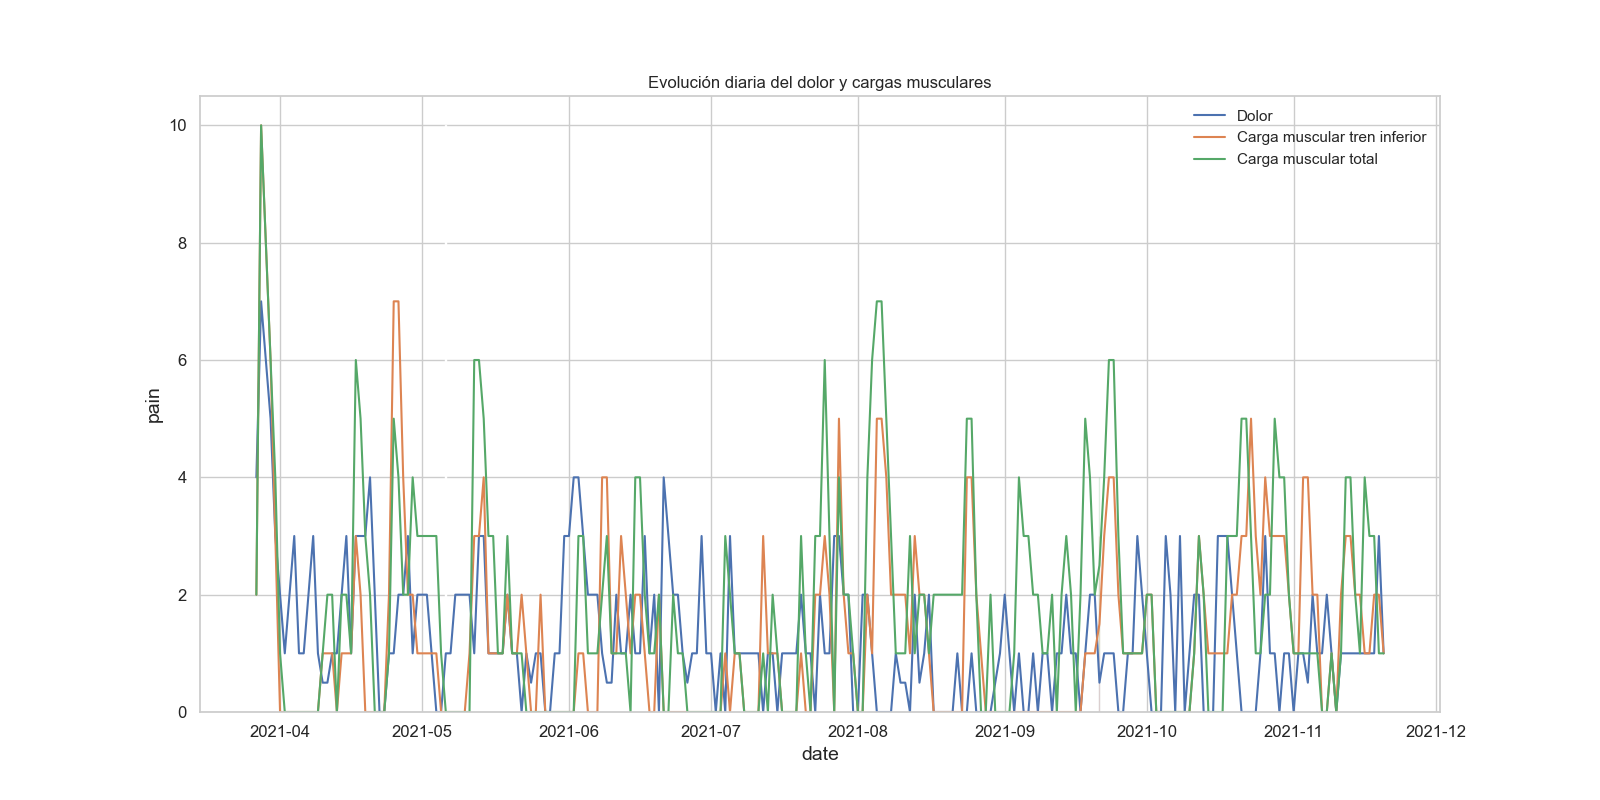 Evolución diaria del dolor y cargas musculares
Dolor
Carga muscular tren inferior
Carga muscular total
10
8
6
4
2
0
pain
2021-04 2021-05 2021-06 2021-07 2021-08 2021-09 2021-10 2021-11 2021-12
date